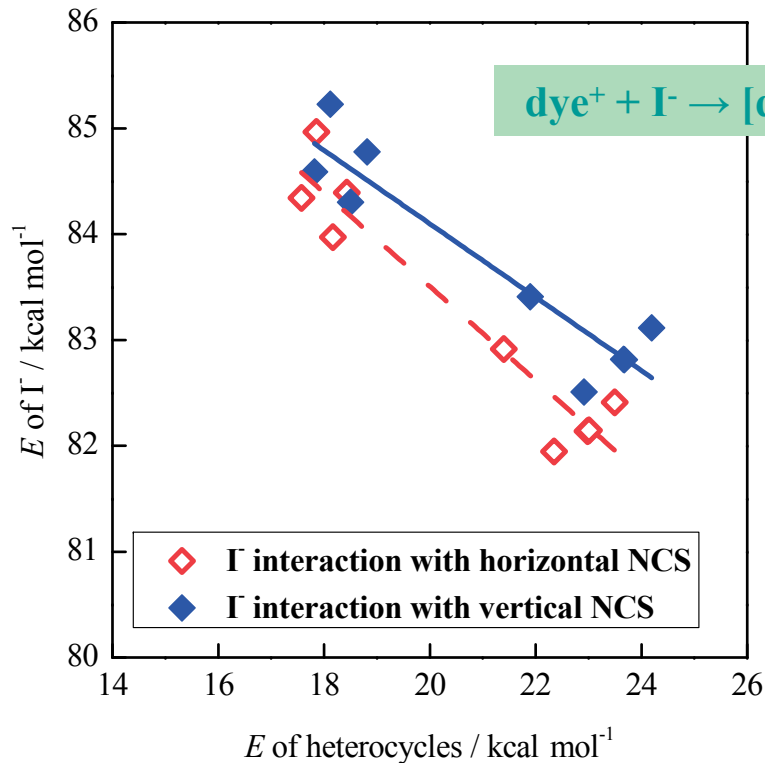 86
dye⁺ + I⁻ → [d
85
84
83
82
81
80
E of I⁻ / kcal mol⁻¹
I⁻ interaction with horizontal NCS
I⁻ interaction with vertical NCS
14 16 18 20 22 24 26
E of heterocycles / kcal mol⁻¹